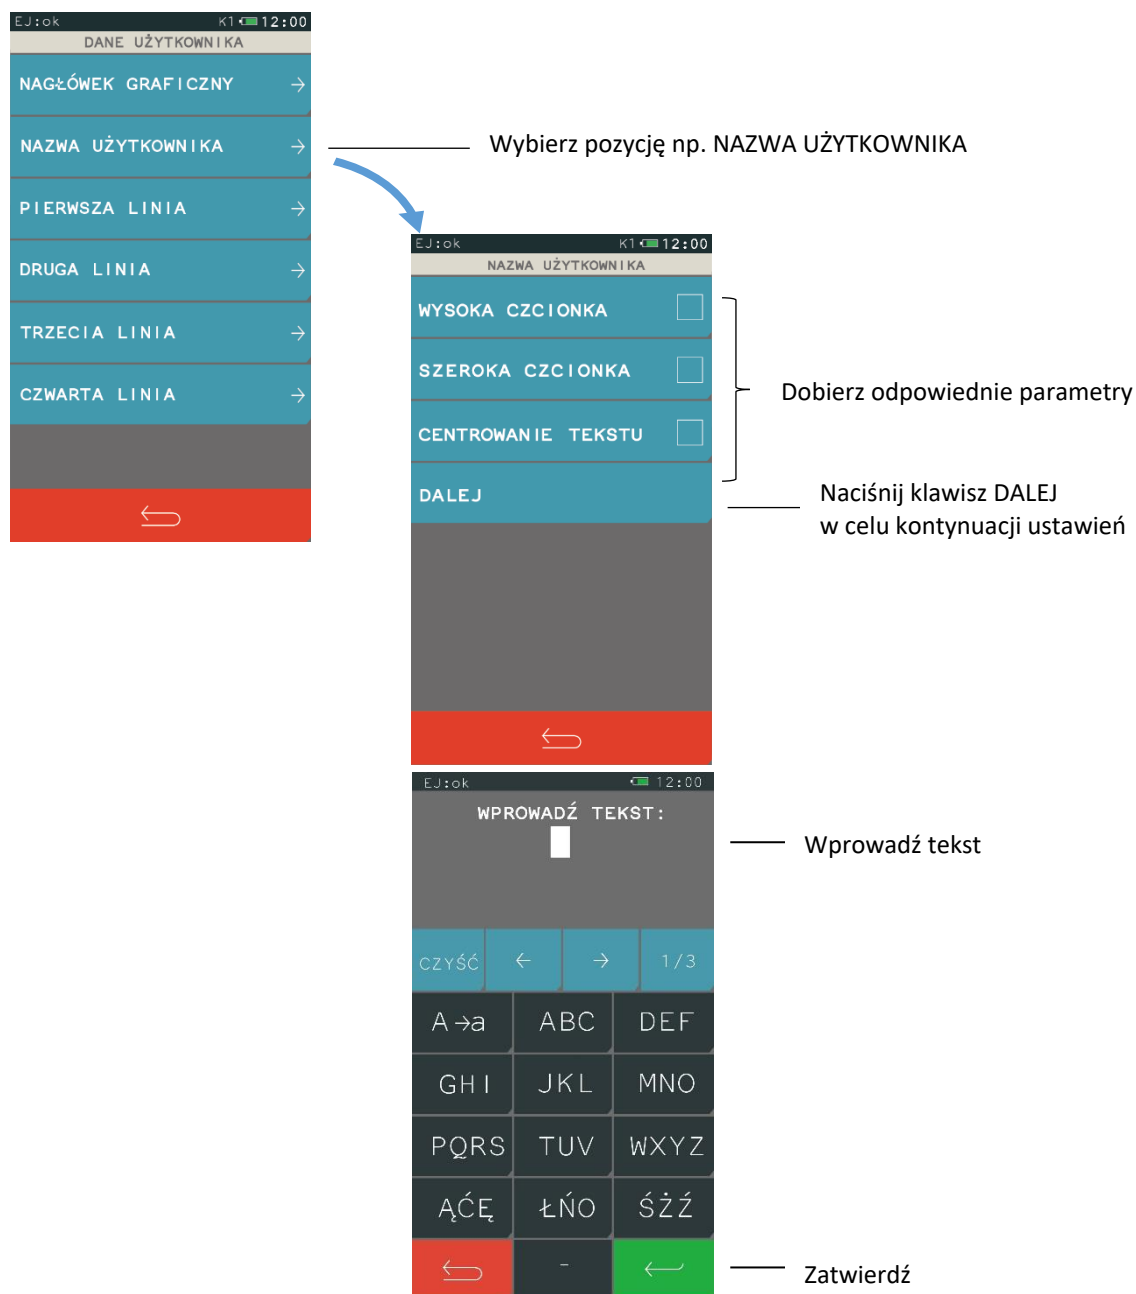 EJ:ok K1 12:00
DANE UŻYTKOWNIKA
NAGŁÓWEK GRAFICZNY →
NAZWA UŻYTKOWNIKA →
PIERWSZA LINIA →
DRUGA LINIA →
TRZECIA LINIA →
CZWARTA LINIA →
Wybierz pozycję np. NAZWA UŻYTKOWNIKA
EJ:ok K1 12:00
NAZWA UŻYTKOWNIKA
WYSOKA CZCIONKA
SZEROKA CZCIONKA
CENTROWANIE TEKSTU
DALEJ
Dobierz odpowiednie parametry
Naciśnij klawisz DALEJ
w celu kontynuacji ustawień
EJ:ok 12:00
WPROWADŹ TEKST:
Wprowadź tekst
CZYŚĆ ← → 1/3
A→a ABC DEF
GHI JKL MNO
PQRS TUV WXYZ
ĄĆĘ ŁŃO ŚŻŹ
-
Zatwierdź